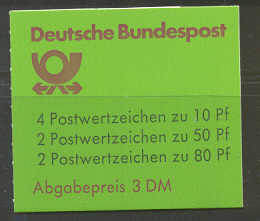 Deutsche Bundespost
4 Postwertzeichen zu 10 Pf
2 Postwertzeichen zu 50 Pf
2 Postwertzeichen zu 80 Pf
Abgabepreis 3 DM